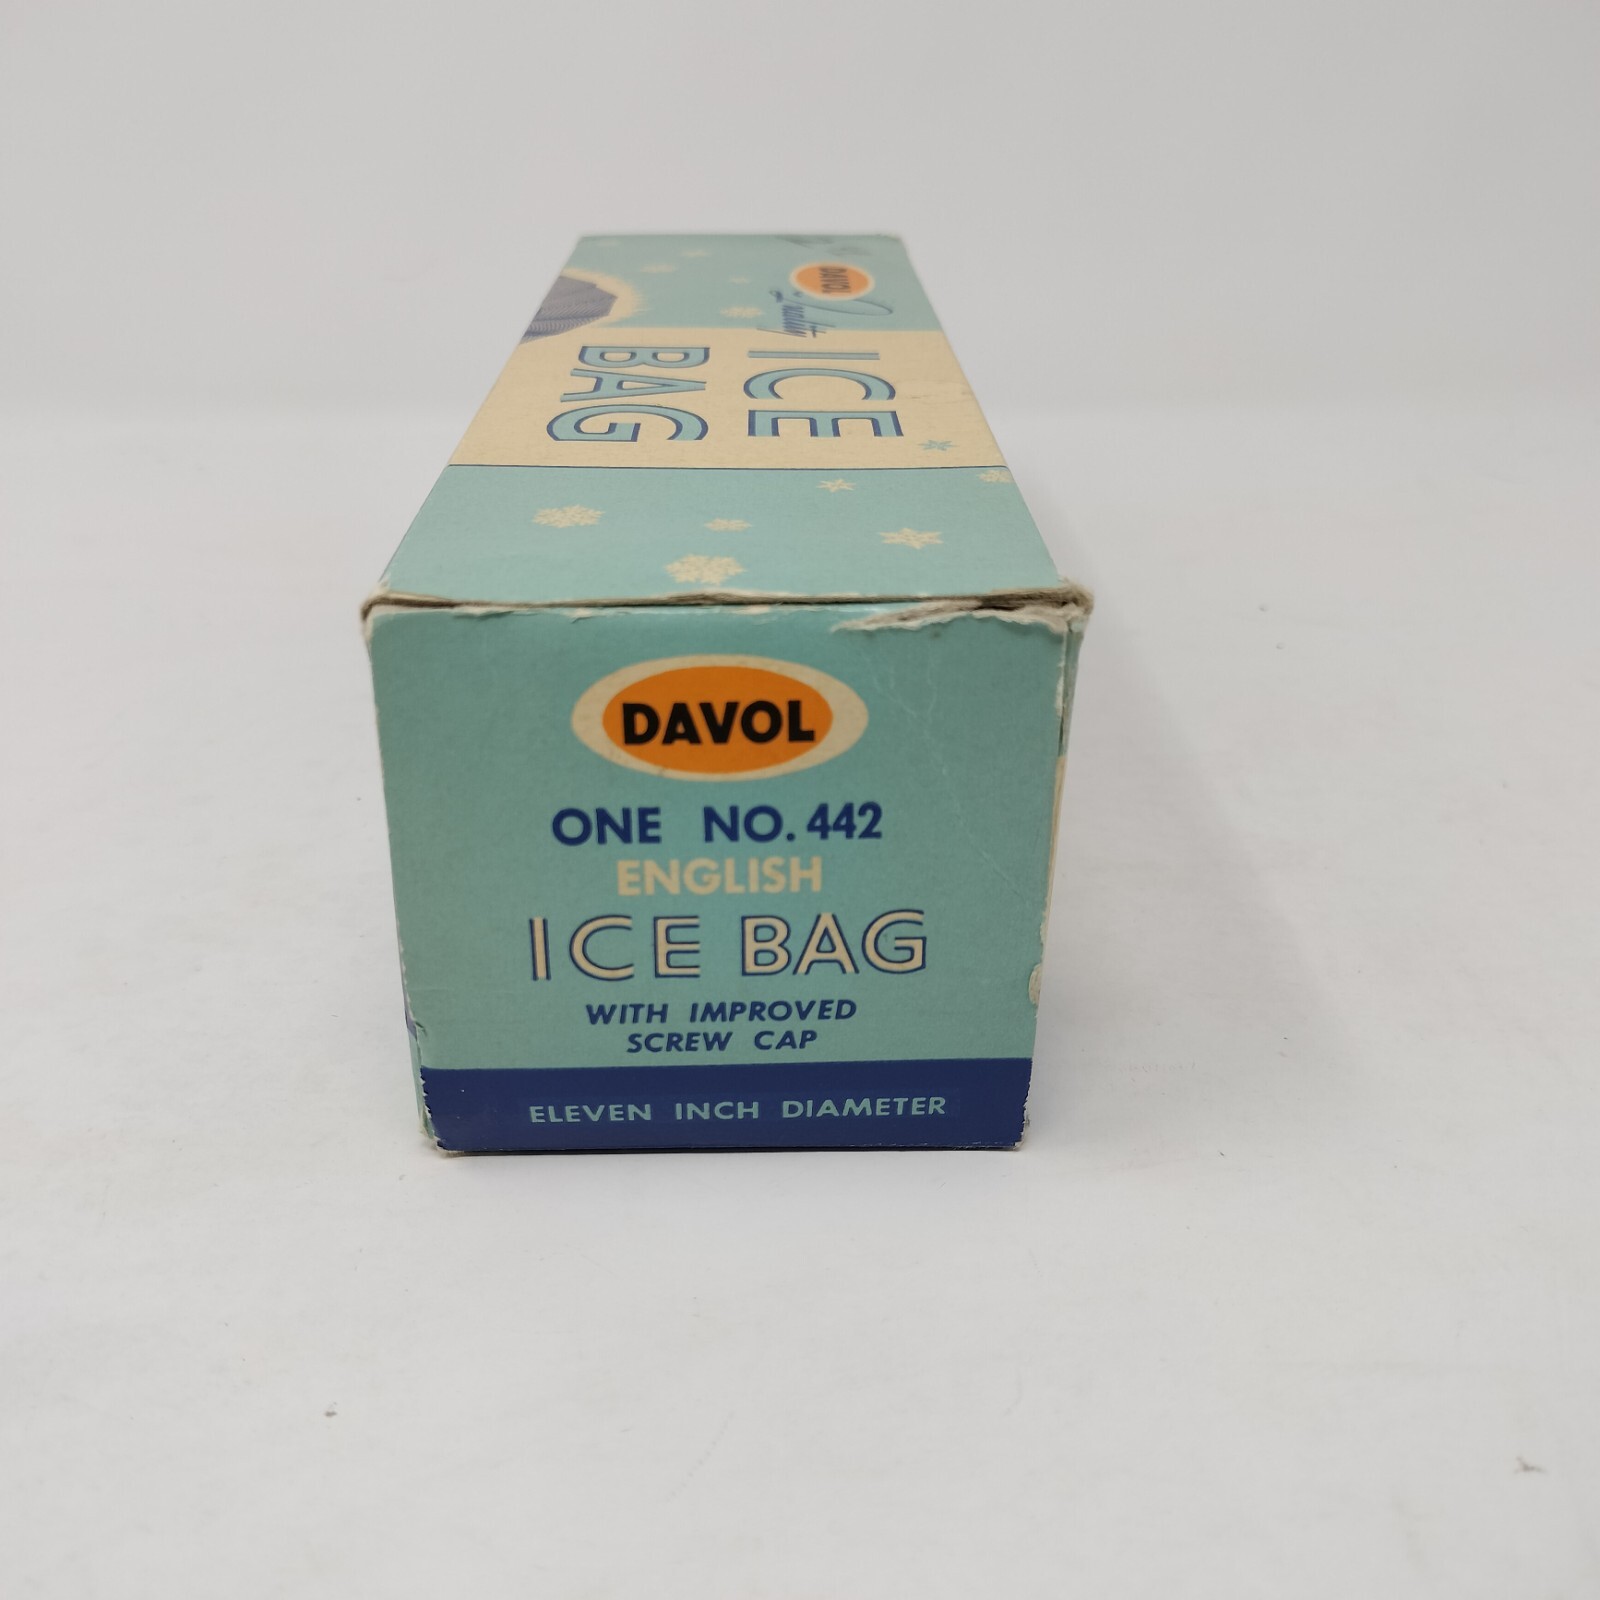 DAVOL
Quality
ICE
BAG
DAVOL
ONE NO. 442
ENGLISH
ICE BAG
WITH IMPROVED
SCREW CAP
ELEVEN INCH DIAMETER